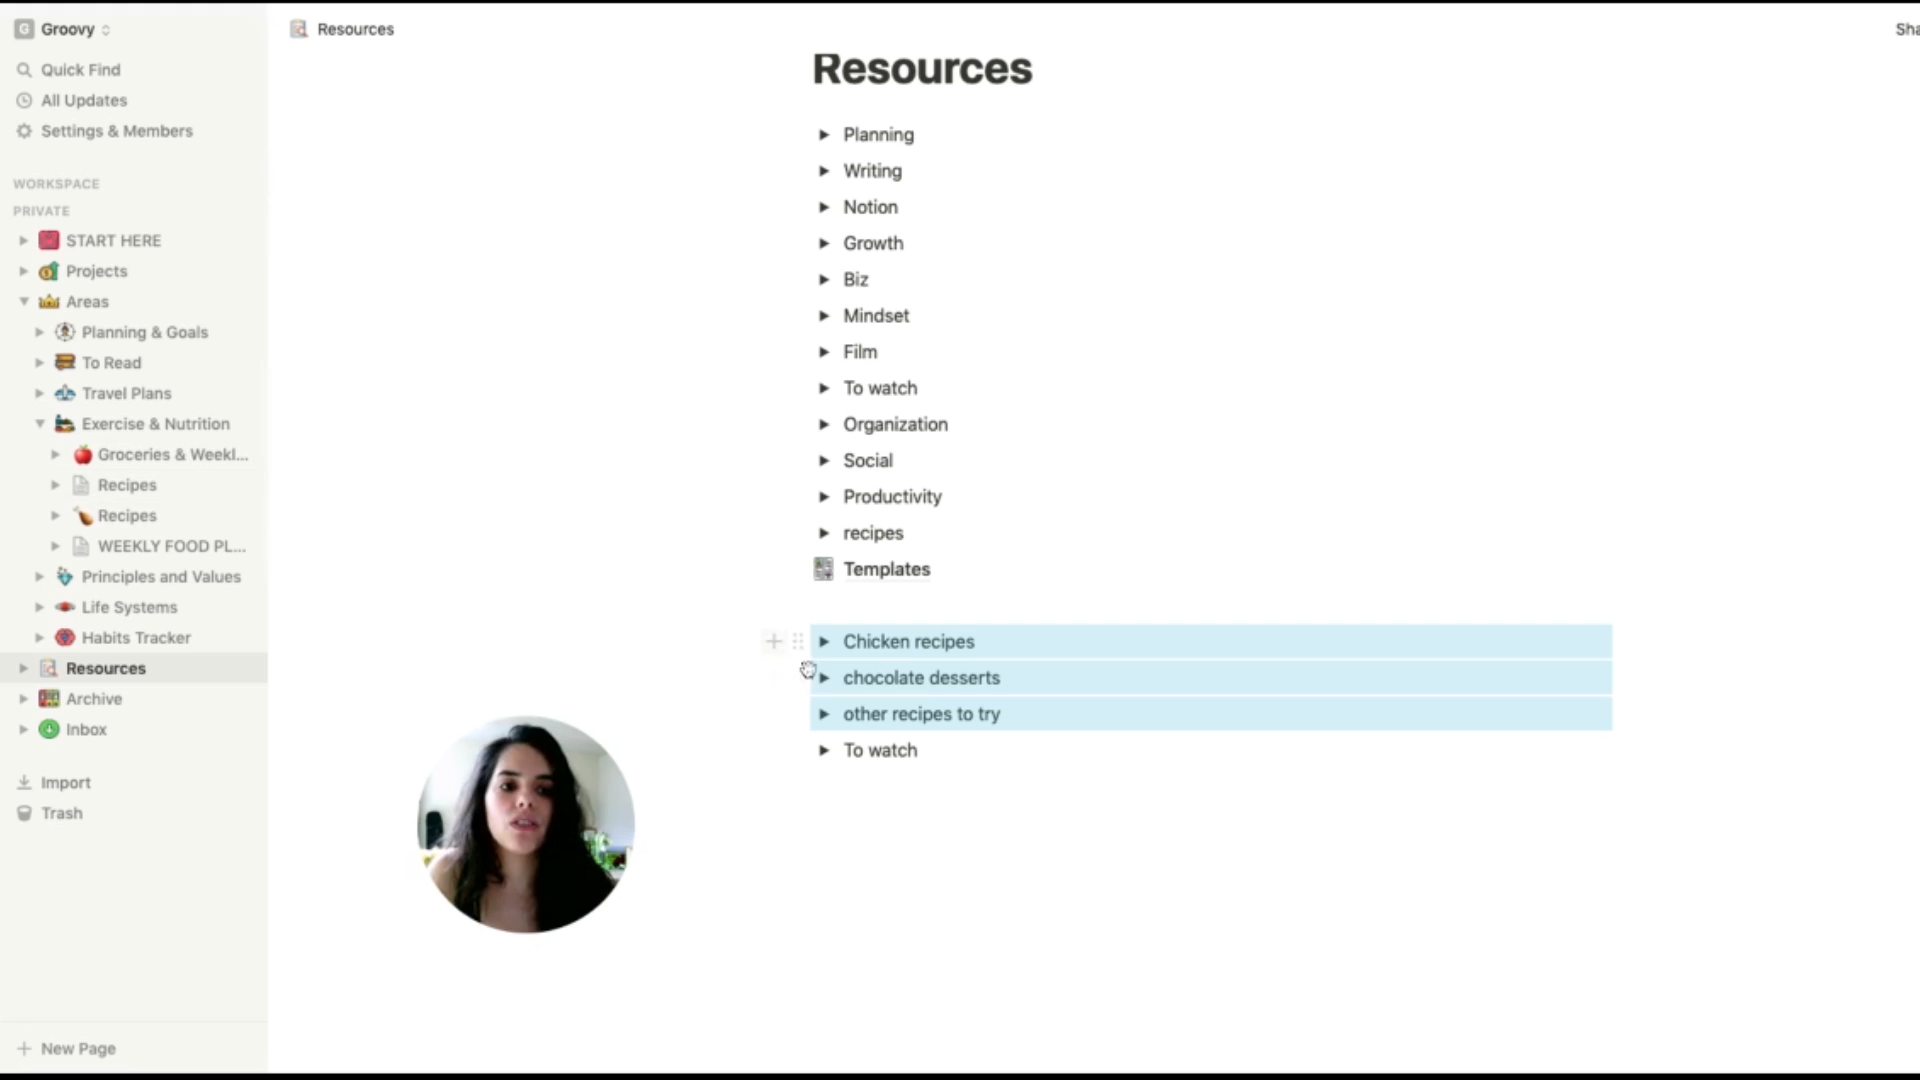 Groovy
Quick Find
All Updates
Settings & Members
WORKSPACE
PRIVATE
START HERE
Projects
Areas
Planning & Goals
To Read
Travel Plans
Exercise & Nutrition
Groceries & Weekl...
Recipes
Recipes
WEEKLY FOOD PL...
Principles and Values
Life Systems
Habits Tracker
Resources
Archive
Inbox
Import
Trash
New Page
Resources
Sha
Resources
Planning
Writing
Notion
Growth
Biz
Mindset
Film
To watch
Organization
Social
Productivity
recipes
Templates
Chicken recipes
chocolate desserts
other recipes to try
To watch